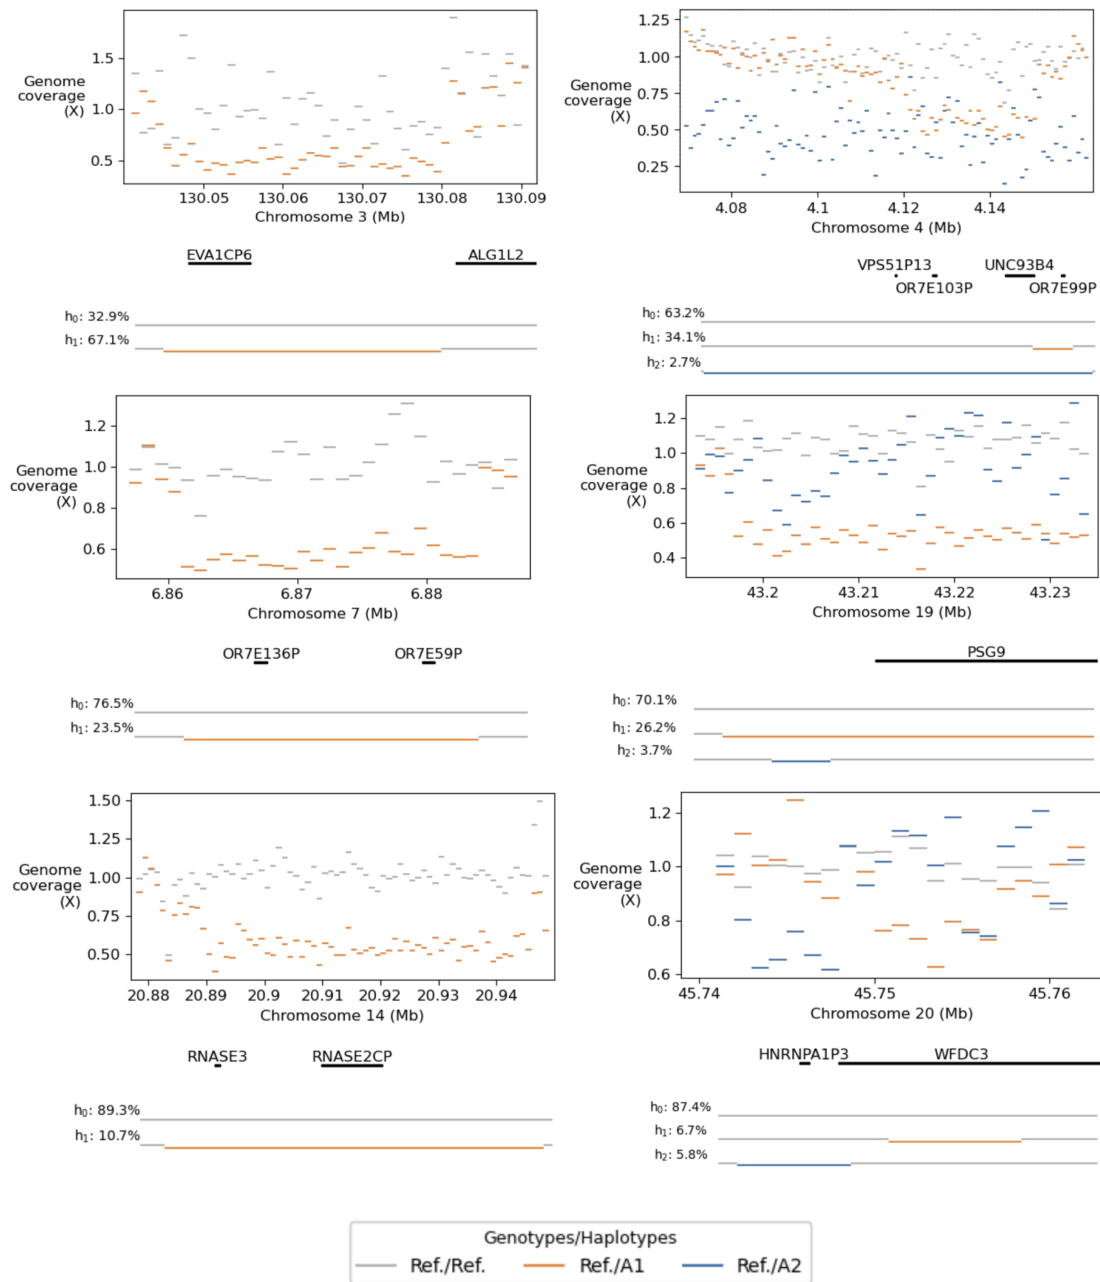 1.5
1.0
0.5
Genome
coverage
(X)
130.05
130.06
130.07
130.08
130.09
Chromosome 3 (Mb)
EVA1CP6
ALG1L2
h₀: 32.9%
h₁: 67.1%
1.25
1.00
0.75
0.50
0.25
Genome
coverage
(X)
4.08
4.1
4.12
4.14
Chromosome 4 (Mb)
VPS51P13
UNC93B4
OR7E103P
OR7E99P
h₀: 63.2%
h₁: 34.1%
h₂: 2.7%
1.2
1.0
0.8
0.6
Genome
coverage
(X)
6.86
6.87
6.88
Chromosome 7 (Mb)
OR7E136P
OR7E59P
h₀: 76.5%
h₁: 23.5%
1.2
1.0
0.8
0.6
0.4
Genome
coverage
(X)
43.2
43.21
43.22
43.23
Chromosome 19 (Mb)
PSG9
h₀: 70.1%
h₁: 26.2%
h₂: 3.7%
1.50
1.25
1.00
0.75
0.50
Genome
coverage
(X)
20.88
20.89
20.9
20.91
20.92
20.93
20.94
Chromosome 14 (Mb)
RNASE3
RNASE2CP
h₀: 89.3%
h₁: 10.7%
1.2
1.0
0.8
0.6
Genome
coverage
(X)
45.74
45.75
45.76
Chromosome 20 (Mb)
HNRNPA1P3
WFDC3
h₀: 87.4%
h₁: 6.7%
h₂: 5.8%
Genotypes/Haplotypes
Ref./Ref.
Ref./A1
Ref./A2